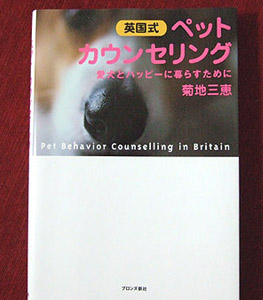 英国式 ペット
カウンセリング
愛犬とハッピーに暮らすために
菊地三恵
Pet Behavior Counselling in Britain
ブロンズ新社